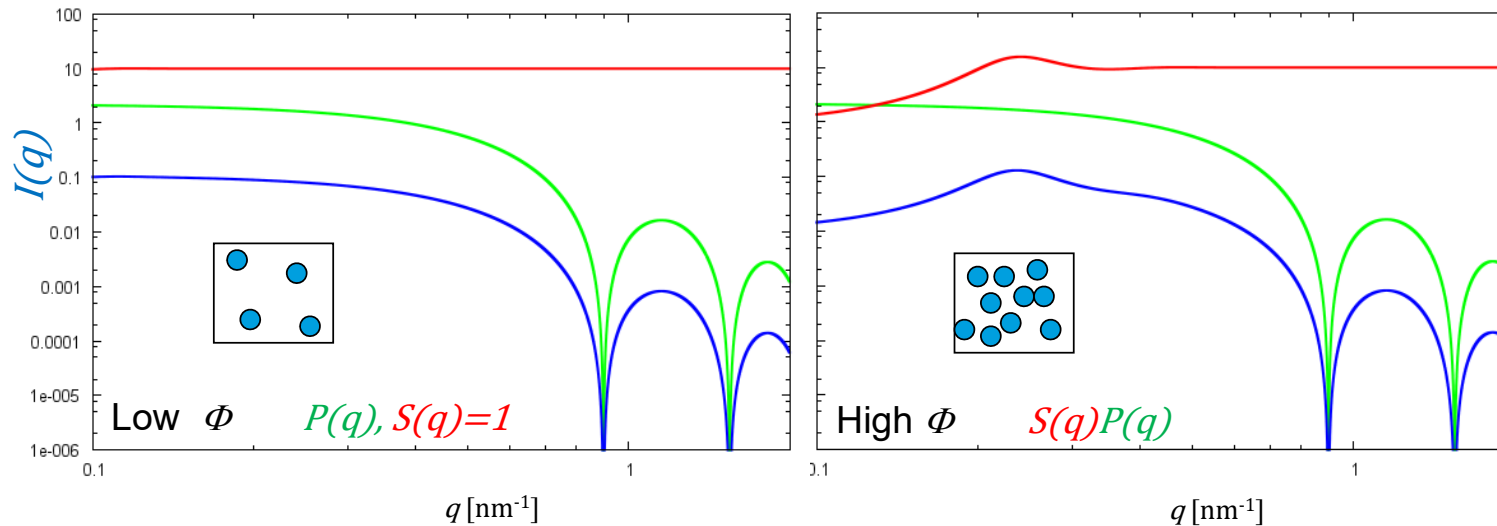 100
10
1
0.1
0.01
0.001
0.0001
1e-005
1e-006
I(q)
Low Φ P(q), S(q)=1
0.1 1
q [nm⁻¹]
High Φ S(q)P(q)
0.1 1
q [nm⁻¹]